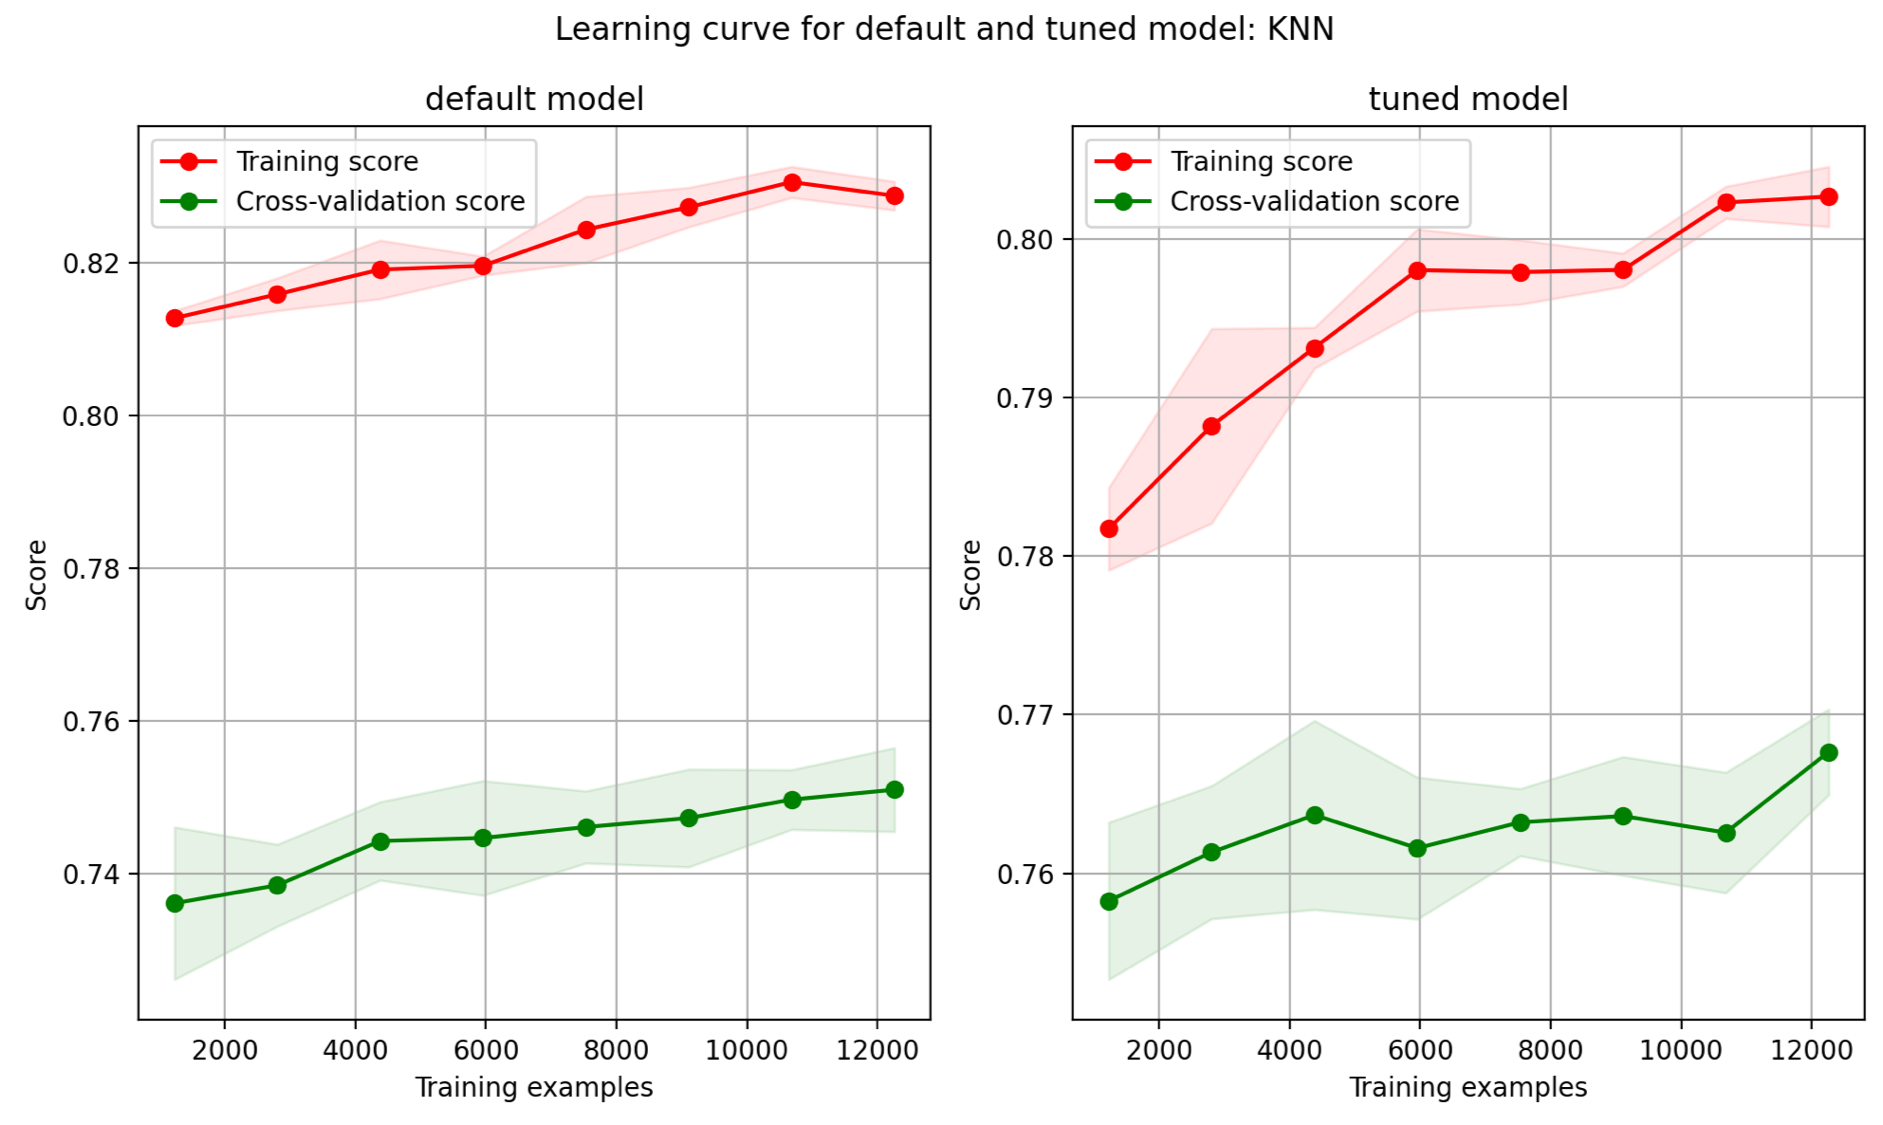 Learning curve for default and tuned model: KNN
default model
Training score
Cross-validation score
0.82
0.80
0.78
0.76
0.74
Score
2000 4000 6000 8000 10000 12000
Training examples
tuned model
Training score
Cross-validation score
0.80
0.79
0.78
0.77
0.76
Score
2000 4000 6000 8000 10000 12000
Training examples